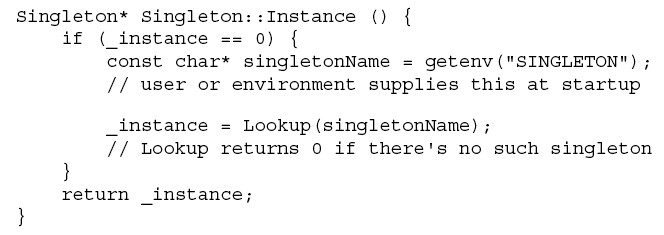 Singleton* Singleton::Instance () {
    if (_instance == 0) {
        const char* singletonName = getenv("SINGLETON");
        // user or environment supplies this at startup

        _instance = Lookup(singletonName);
        // Lookup returns 0 if there's no such singleton
    }
    return _instance;
}